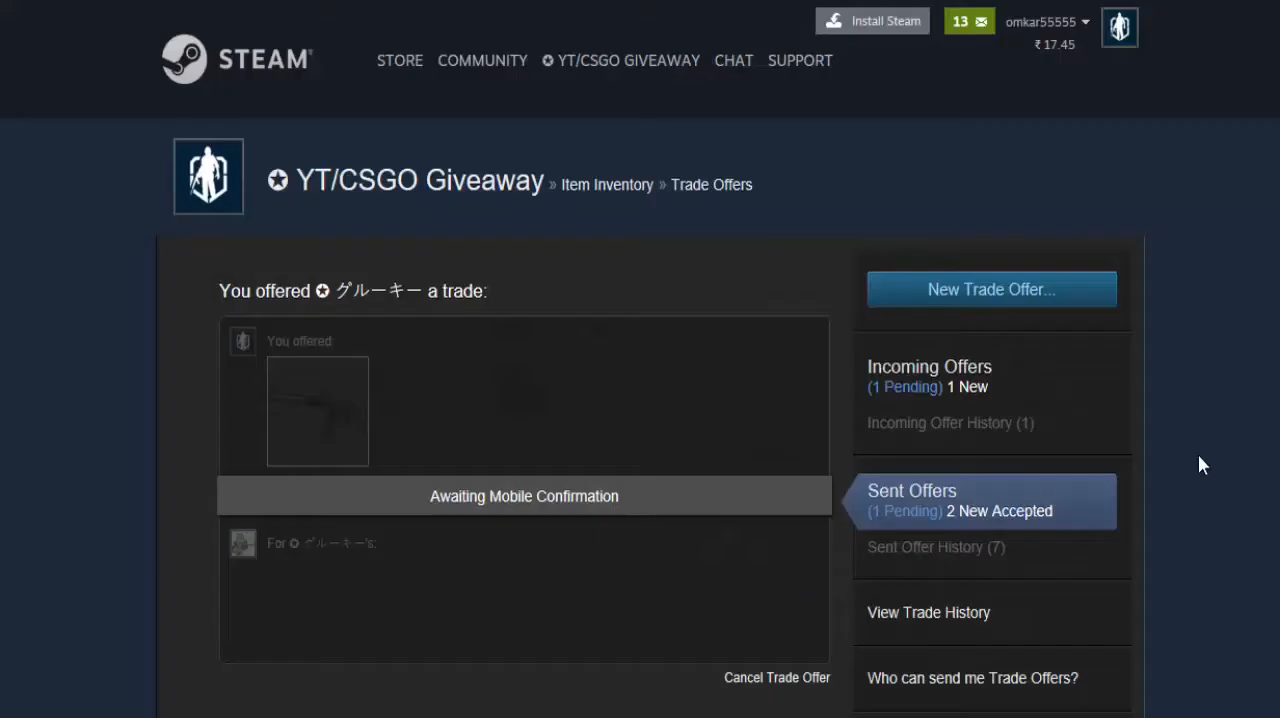 Install Steam
13
omkar55555
₹ 17.45
STEAM®
STORE COMMUNITY ✪ YT/CSGO GIVEAWAY CHAT SUPPORT
✪ YT/CSGO Giveaway » Item Inventory » Trade Offers
You offered ✪ グルーキー a trade:
You offered
Awaiting Mobile Confirmation
For ✪ グルーキー's:
Cancel Trade Offer
New Trade Offer...
Incoming Offers
(1 Pending) 1 New
Incoming Offer History (1)
Sent Offers
(1 Pending) 2 New Accepted
Sent Offer History (7)
View Trade History
Who can send me Trade Offers?